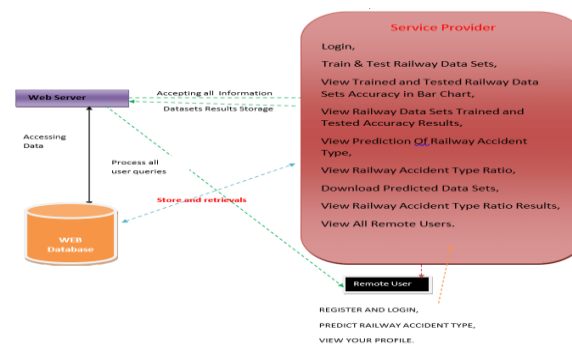 Service Provider
Login,
Train & Test Railway Data Sets,
View Trained and Tested Railway Data
Sets Accuracy in Bar Chart,
View Railway Data Sets Trained and
Tested Accuracy Results,
View Prediction Of Railway Accident
Type,
View Railway Accident Type Ratio,
Download Predicted Data Sets,
View Railway Accident Type Ratio Results,
View All Remote Users.
Web Server
Accepting all Information
Datasets Results Storage
Accessing
Data
Process all
user queries
Store and retrievals
WEB
Database
Remote User
REGISTER AND LOGIN,
PREDICT RAILWAY ACCIDENT TYPE,
VIEW YOUR PROFILE.